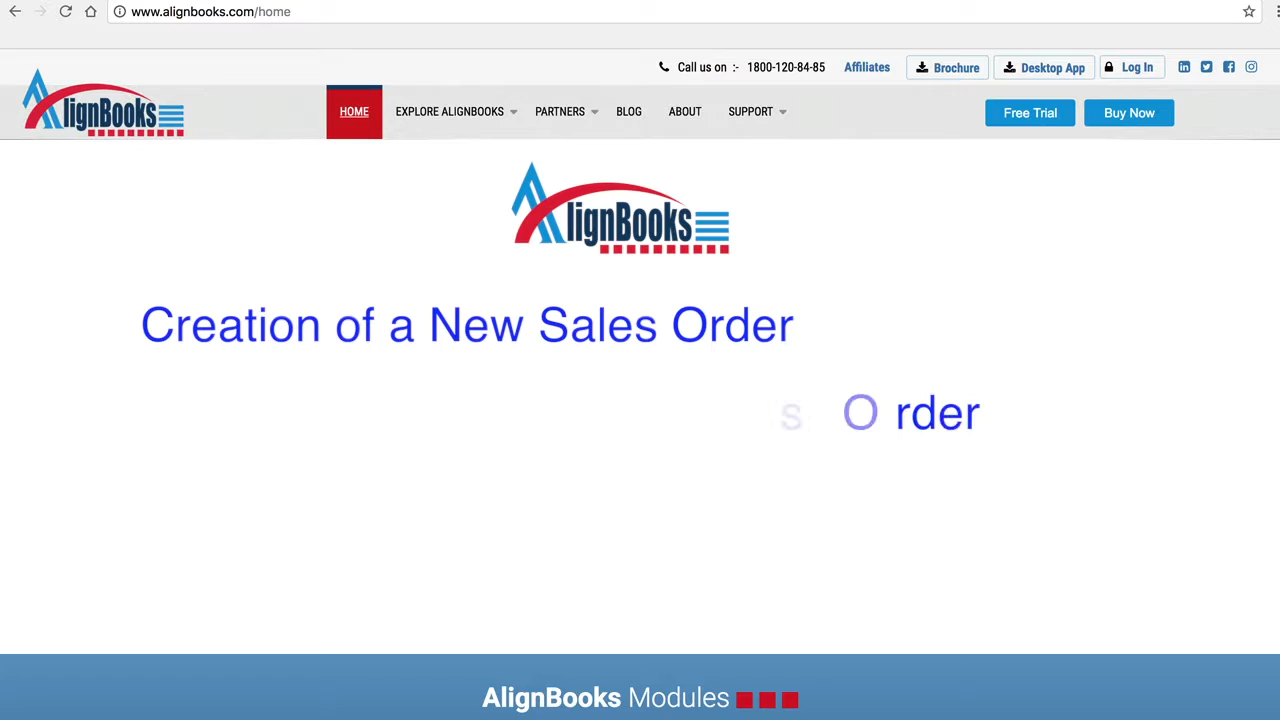 www.alignbooks.com/home
Call us on :- 1800-120-84-85 Affiliates Brochure Desktop App Log In
AlignBooks
HOME EXPLORE ALIGNBOOKS PARTNERS BLOG ABOUT SUPPORT Free Trial Buy Now
AlignBooks
Creation of a New Sales Order
s Order
AlignBooks Modules